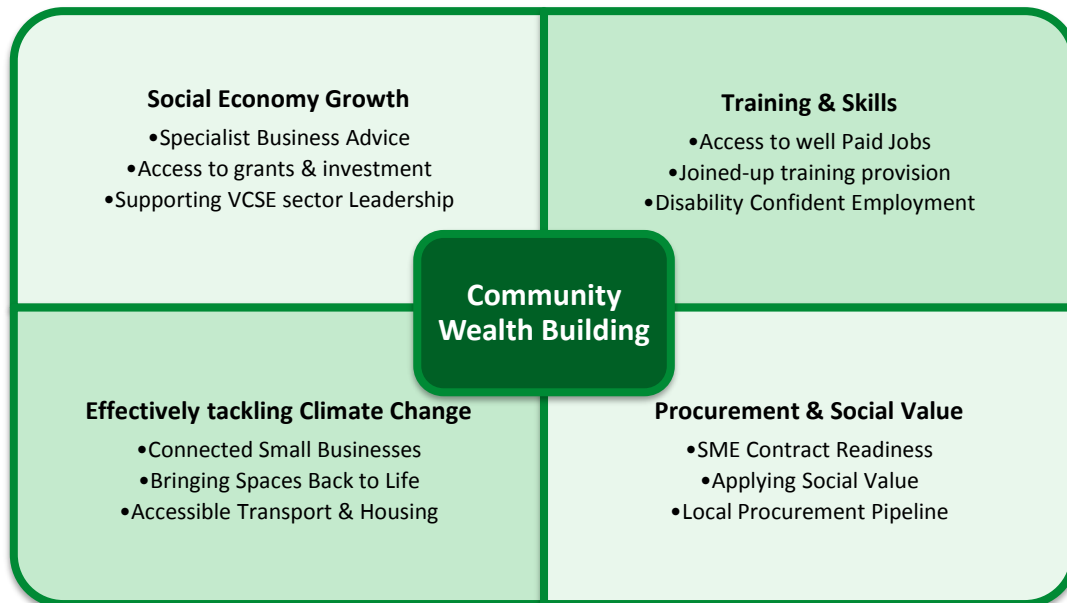 Social Economy Growth
•Specialist Business Advice
•Access to grants & investment
•Supporting VCSE sector Leadership
Training & Skills
•Access to well Paid Jobs
•Joined-up training provision
•Disability Confident Employment
Community
Wealth Building
Effectively tackling Climate Change
•Connected Small Businesses
•Bringing Spaces Back to Life
•Accessible Transport & Housing
Procurement & Social Value
•SME Contract Readiness
•Applying Social Value
•Local Procurement Pipeline